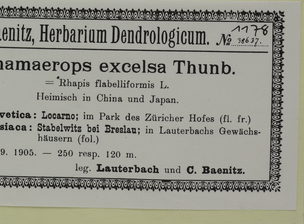 enitz, Herbarium Dendrologicum. № 1178
hamaerops excelsa Thunb.
= Rhapis flabelliformis L.
Heimisch in China und Japan.
vetica: Locarno; im Park des Züricher Hofes (fl. fr.)
siaca: Stabelwitz bei Breslau; in Lauterbachs Gewächs-
häusern (fol.)
9. 1905. — 250 resp. 120 m.
leg. Lauterbach und C. Baenitz.